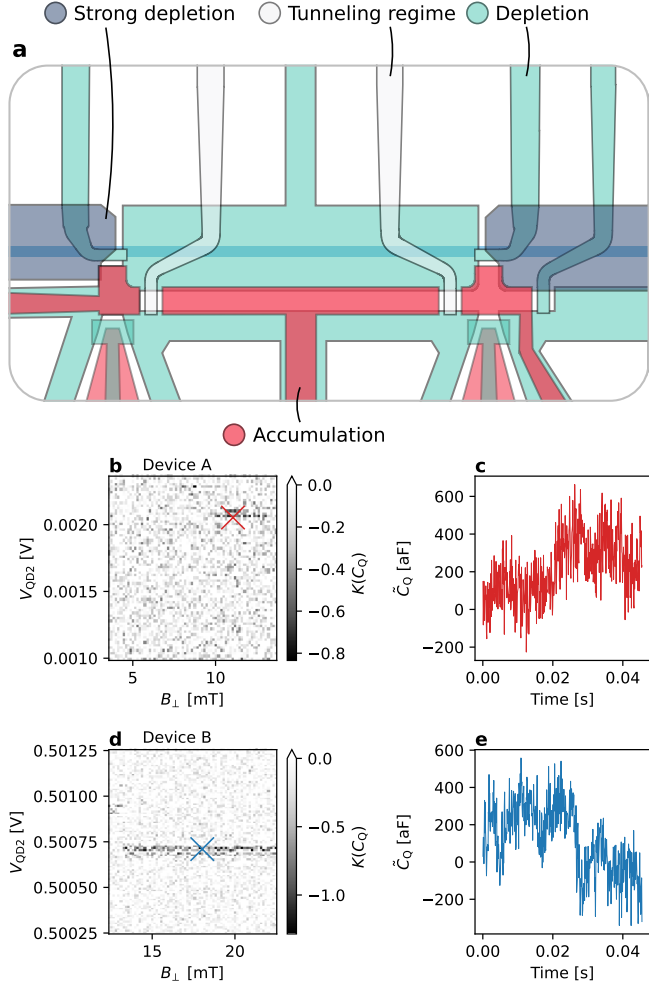 Strong depletion Tunneling regime Depletion
a
Accumulation
b Device A
V_QD2 [V]
0.0020
0.0015
0.0010
5 10
B_⊥ [mT]
0.0
−0.2
−0.4
−0.6
−0.8
K(C_Q)
c
C̃_Q [aF]
600
400
200
0
−200
0.00 0.02 0.04
Time [s]
d Device B
V_QD2 [V]
0.50125
0.50100
0.50075
0.50050
0.50025
15 20
B_⊥ [mT]
0.0
−0.5
−1.0
K(C_Q)
e
C̃_Q [aF]
600
400
200
0
−200
0.00 0.02 0.04
Time [s]